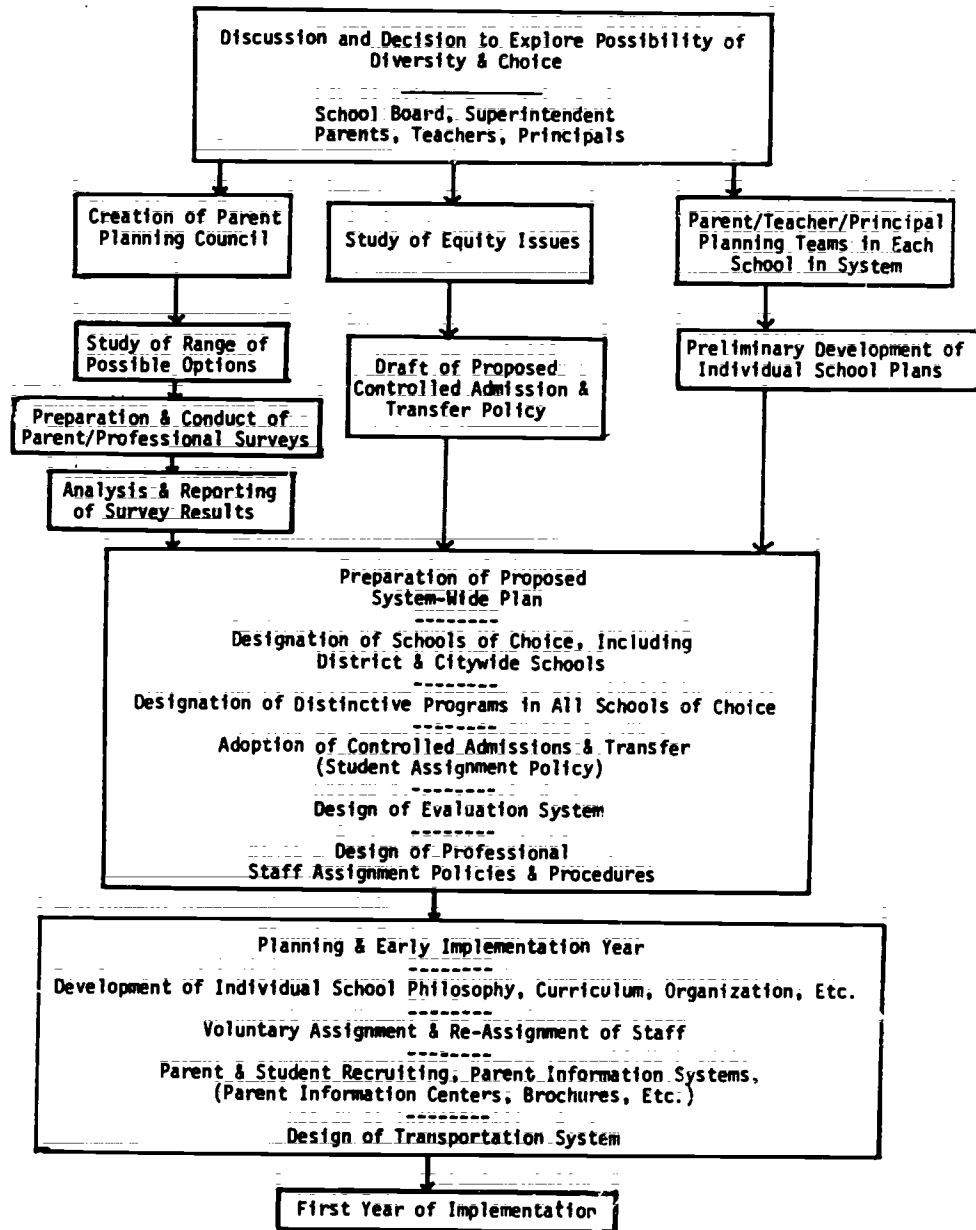 Discussion and Decision to Explore Possibility of
Diversity & Choice
School Board, Superintendent
Parents, Teachers, Principals
Creation of Parent
Planning Council
Study of Equity Issues
Parent/Teacher/Principal
Planning Teams in Each
School in System
Study of Range of
Possible Options
Draft of Proposed
Controlled Admission &
Transfer Policy
Preliminary Development of
Individual School Plans
Preparation & Conduct of
Parent/Professional Surveys
Analysis & Reporting
of Survey Results
Preparation of Proposed
System-Wide Plan
--------
Designation of Schools of Choice, Including
District & Citywide Schools
--------
Designation of Distinctive Programs in All Schools of Choice
--------
Adoption of Controlled Admissions & Transfer
(Student Assignment Policy)
--------
Design of Evaluation System
--------
Design of Professional
Staff Assignment Policies & Procedures
Planning & Early Implementation Year
--------
Development of Individual School Philosophy, Curriculum, Organization, Etc.
--------
Voluntary Assignment & Re-Assignment of Staff
--------
Parent & Student Recruiting, Parent Information Systems,
(Parent Information Centers, Brochures, Etc.)
--------
Design of Transportation System
First Year of Implementation